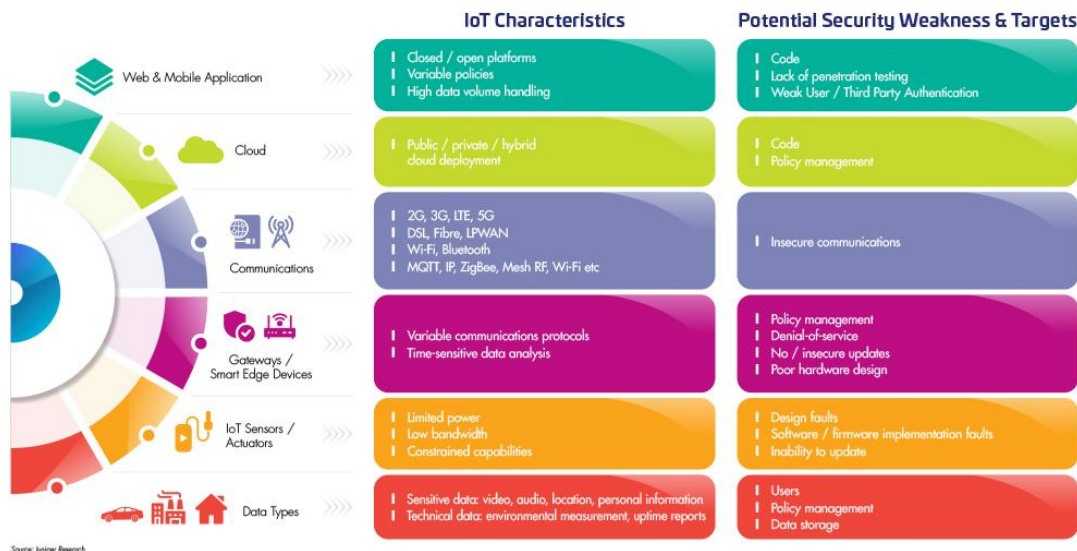 IoT Characteristics
Potential Security Weakness & Targets
Web & Mobile Application
Closed / open platforms
Variable policies
High data volume handling
Code
Lack of penetration testing
Weak User / Third Party Authentication
Cloud
Public / private / hybrid
cloud deployment
Code
Policy management
Communications
2G, 3G, LTE, 5G
DSL, Fibre, LPWAN
Wi-Fi, Bluetooth
MQTT, IP, ZigBee, Mesh RF, Wi-Fi etc
Insecure communications
Gateways /
Smart Edge Devices
Variable communications protocols
Time-sensitive data analysis
Policy management
Denial-of-service
No / insecure updates
Poor hardware design
IoT Sensors /
Actuators
Limited power
Low bandwidth
Constrained capabilities
Design faults
Software / firmware implementation faults
Inability to update
Data Types
Sensitive data: video, audio, location, personal information
Technical data: environmental measurement, uptime reports
Users
Policy management
Data storage
Source: Juniper Research